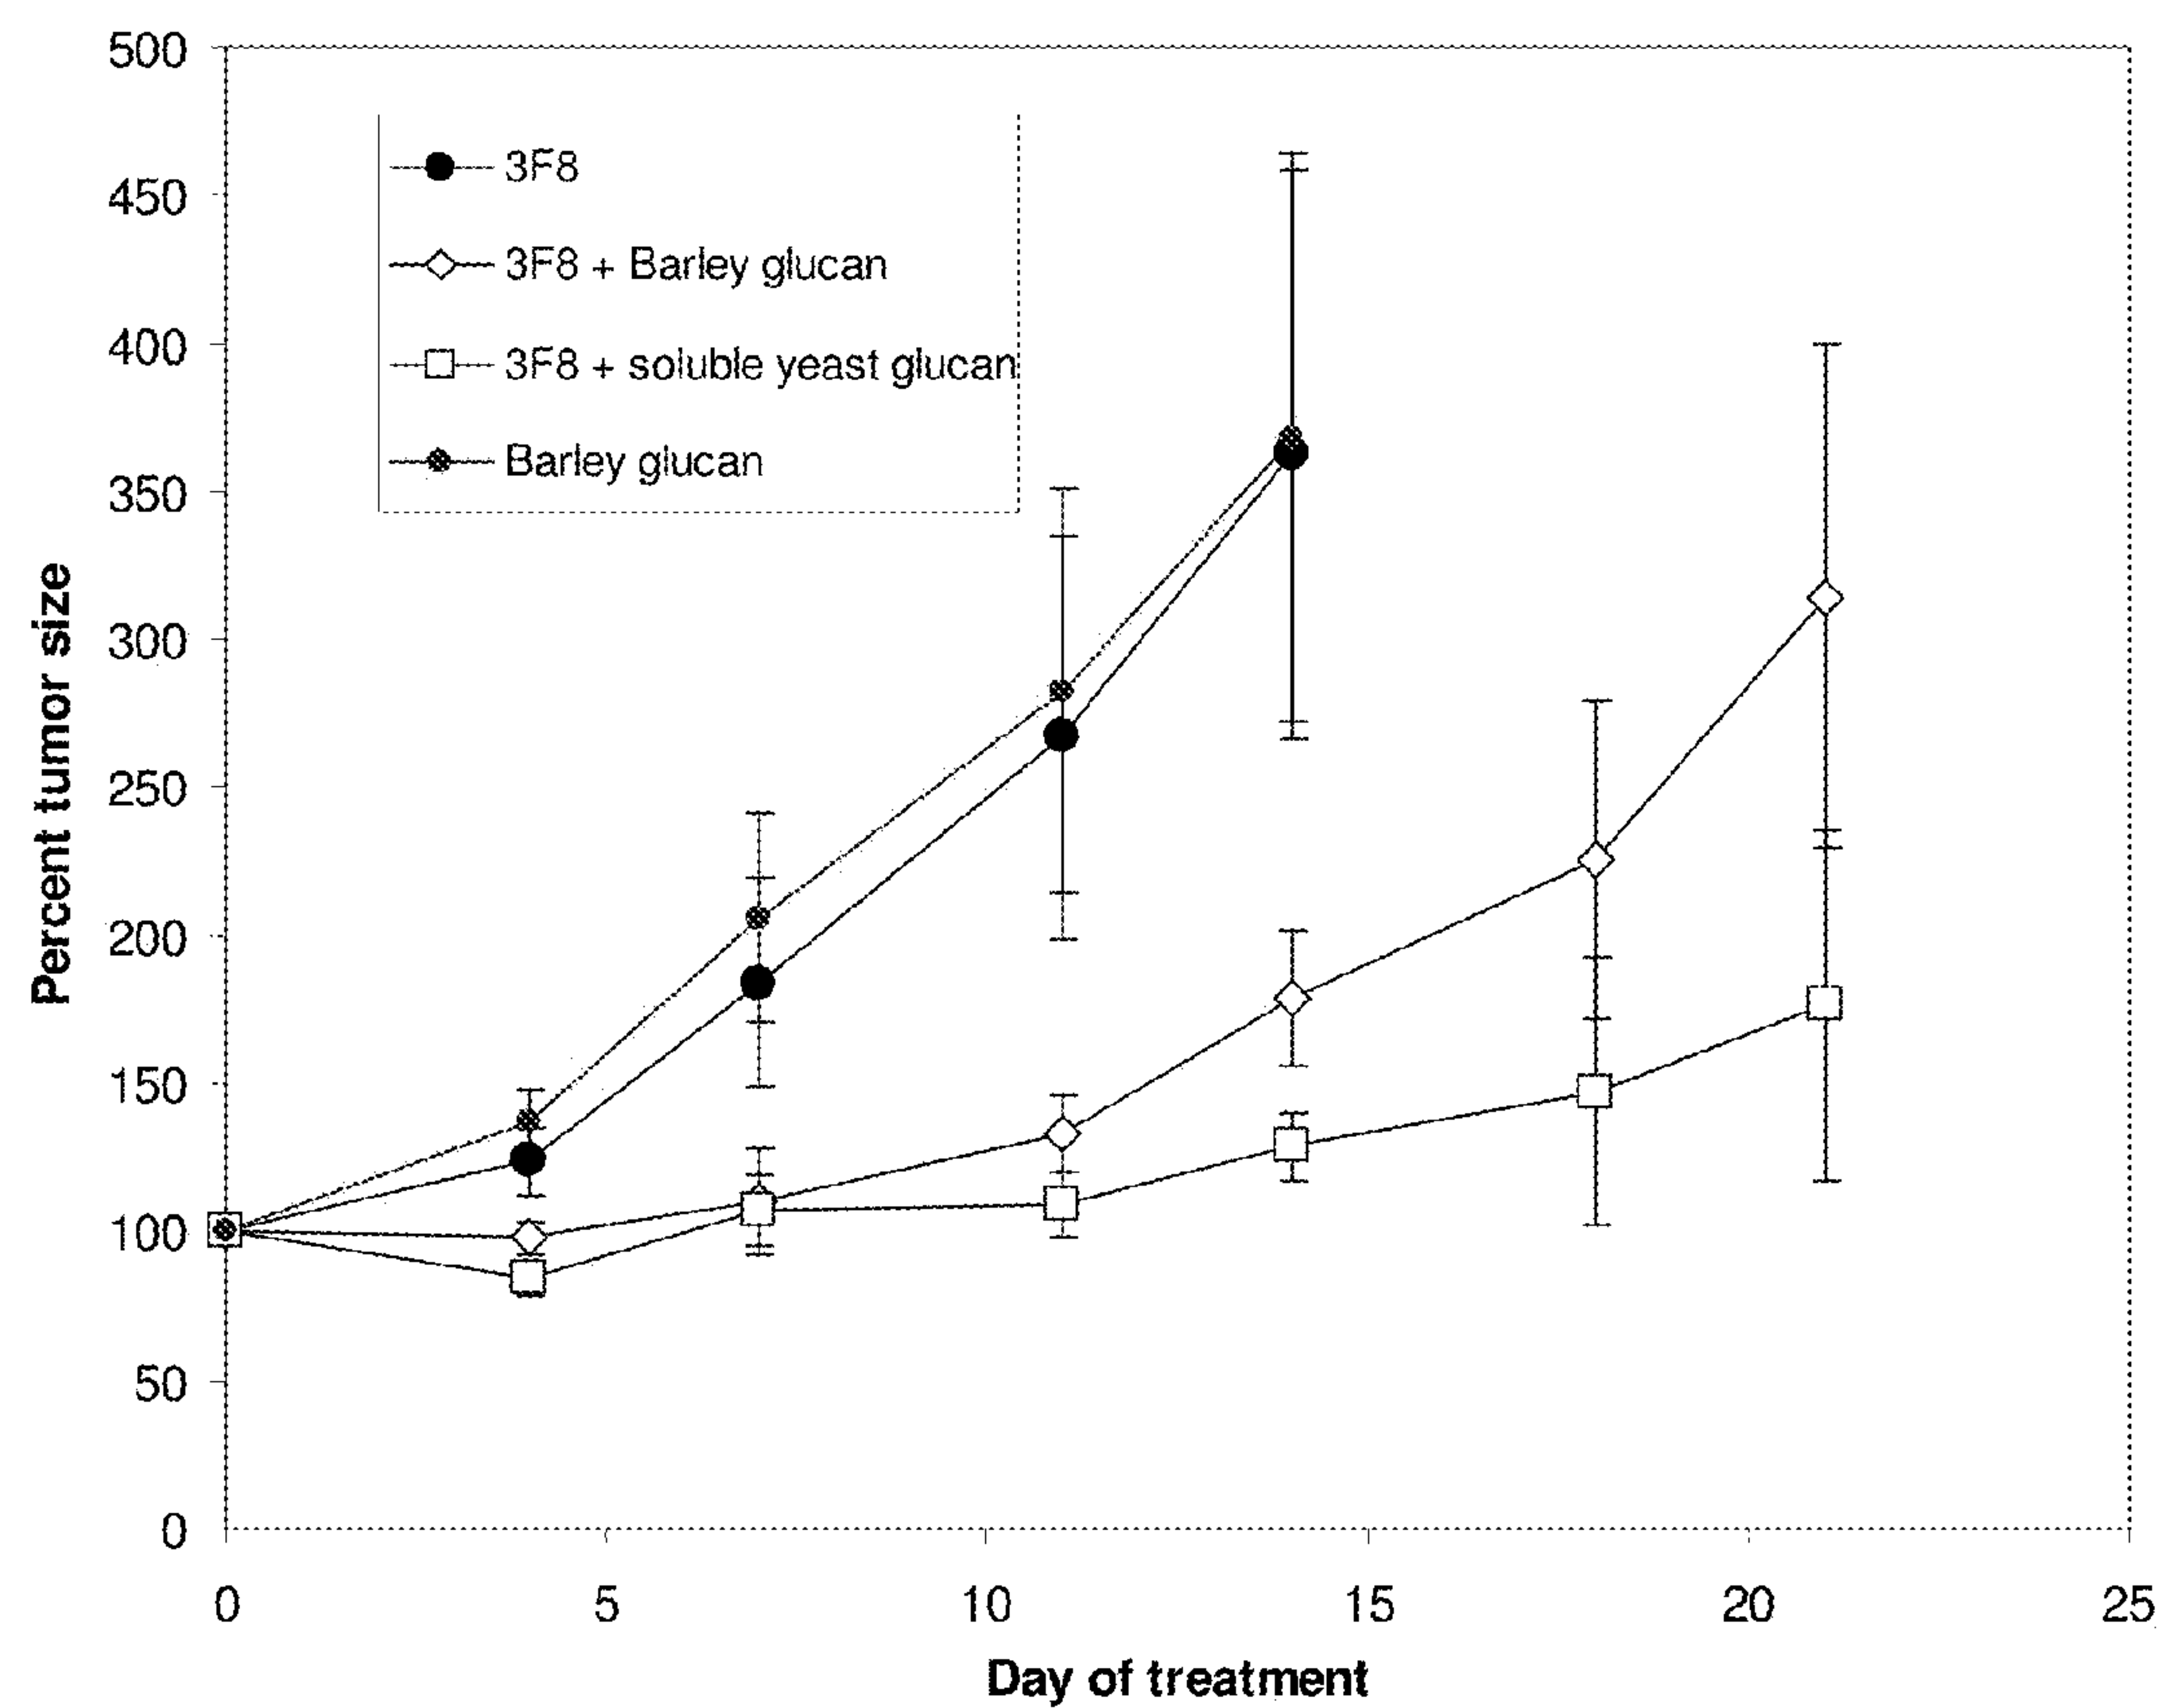 500
450
400
350
300
250
200
150
100
50
0
Percent tumor size
3F8
3F8 + Barley glucan
3F8 + soluble yeast glucan
Barley glucan
0 5 10 15 20 25
Day of treatment